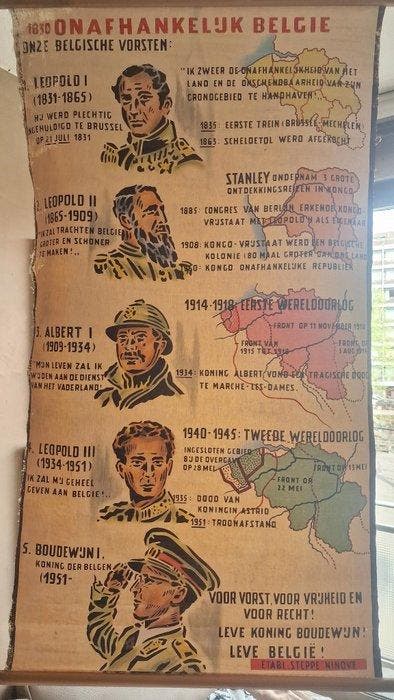 1830 ONAFHANKELIJK BELGIE
ONZE BELGISCHE VORSTEN:
1. LEOPOLD I
(1831-1865)
HIJ WERD PLECHTIG
INGEHULDIGD TE BRUSSEL
OP 21 JULI 1831
"IK ZWEER DE ONAFHANKELIJKHEID VAN HET
LAND EN DE ONSCHENDBAARHEID VAN ZIJN
GRONDGEBIED TE HANDHAVEN"...
1835: EERSTE TREIN (BRUSSEL-MECHELEN)
1863: SCHELDETOL WERD AFGEKOCHT
2. LEOPOLD II
(1865-1909)
"IK ZAL TRACHTEN BELGIË
GROTER EN SCHONER
TE MAKEN!..
STANLEY ONDERNAM 3 GROTE
ONTDEKKINGSREIZEN IN KONGO
1885: CONGRES VAN BERLIJN ERKENDE KONGO
VRIJSTAAT MET LEOPOLD II ALS EIGENAAR
1908: KONGO-VRIJSTAAT WERD EEN BELGISCHE
KOLONIE (80 MAAL GROTER DAN ONS LAND
1960: KONGO ONAFHANKELIJKE REPUBLIEK
3. ALBERT I
(1909-1934)
"MIJN LEVEN ZAL IK
WIJDEN AAN DE DIENST
VAN HET VADERLAND"
1914-1918: EERSTE WERELDOORLOG
FRONT OP 11 NOVEMBER 1918
FRONT VAN
1915 TOT 1918
FRONT OP
1934: KONING ALBERT VOND EEN TRAGISCHE DOOD
TE MARCHE-LES-DAMES.
4. LEOPOLD III
(1934-1951)
IK ZAL MIJ GEHEEL
GEVEN AAN BELGIË!..
1940-1945: TWEEDE WERELDOORLOG
INGESLOTEN GEBIED
BIJ DE OVERGAVE
OP 28 MEI
FRONT OP 15 MEI
FRONT OP
22 MEI
1935: DOOD VAN
KONINGIN ASTRID
1951: TROONAFSTAND
5. BOUDEWIJN I.
KONING DER BELGEN
(1951-
VOOR VORST, VOOR VRIJHEID EN
VOOR RECHT!
LEVE KONING BOUDEWIJN!
LEVE BELGIË!
ETABL. STEPPE NINOVE